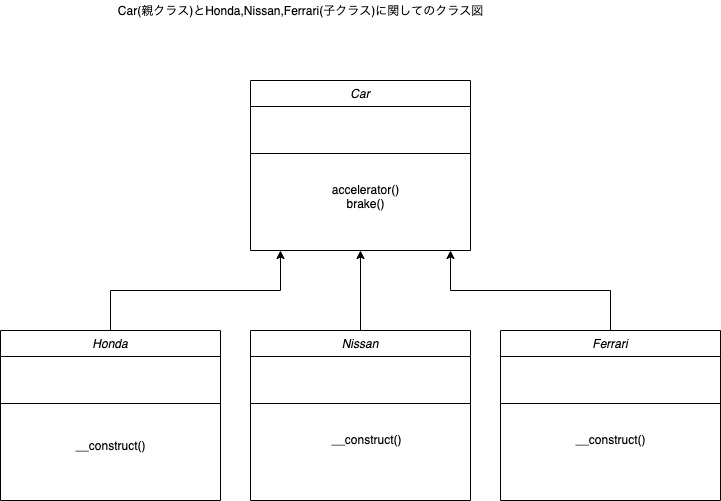 Car(親クラス)とHonda,Nissan,Ferrari(子クラス)に関してのクラス図
Car
accelerator()
brake()
Honda
Nissan
Ferrari
__construct()
__construct()
__construct()